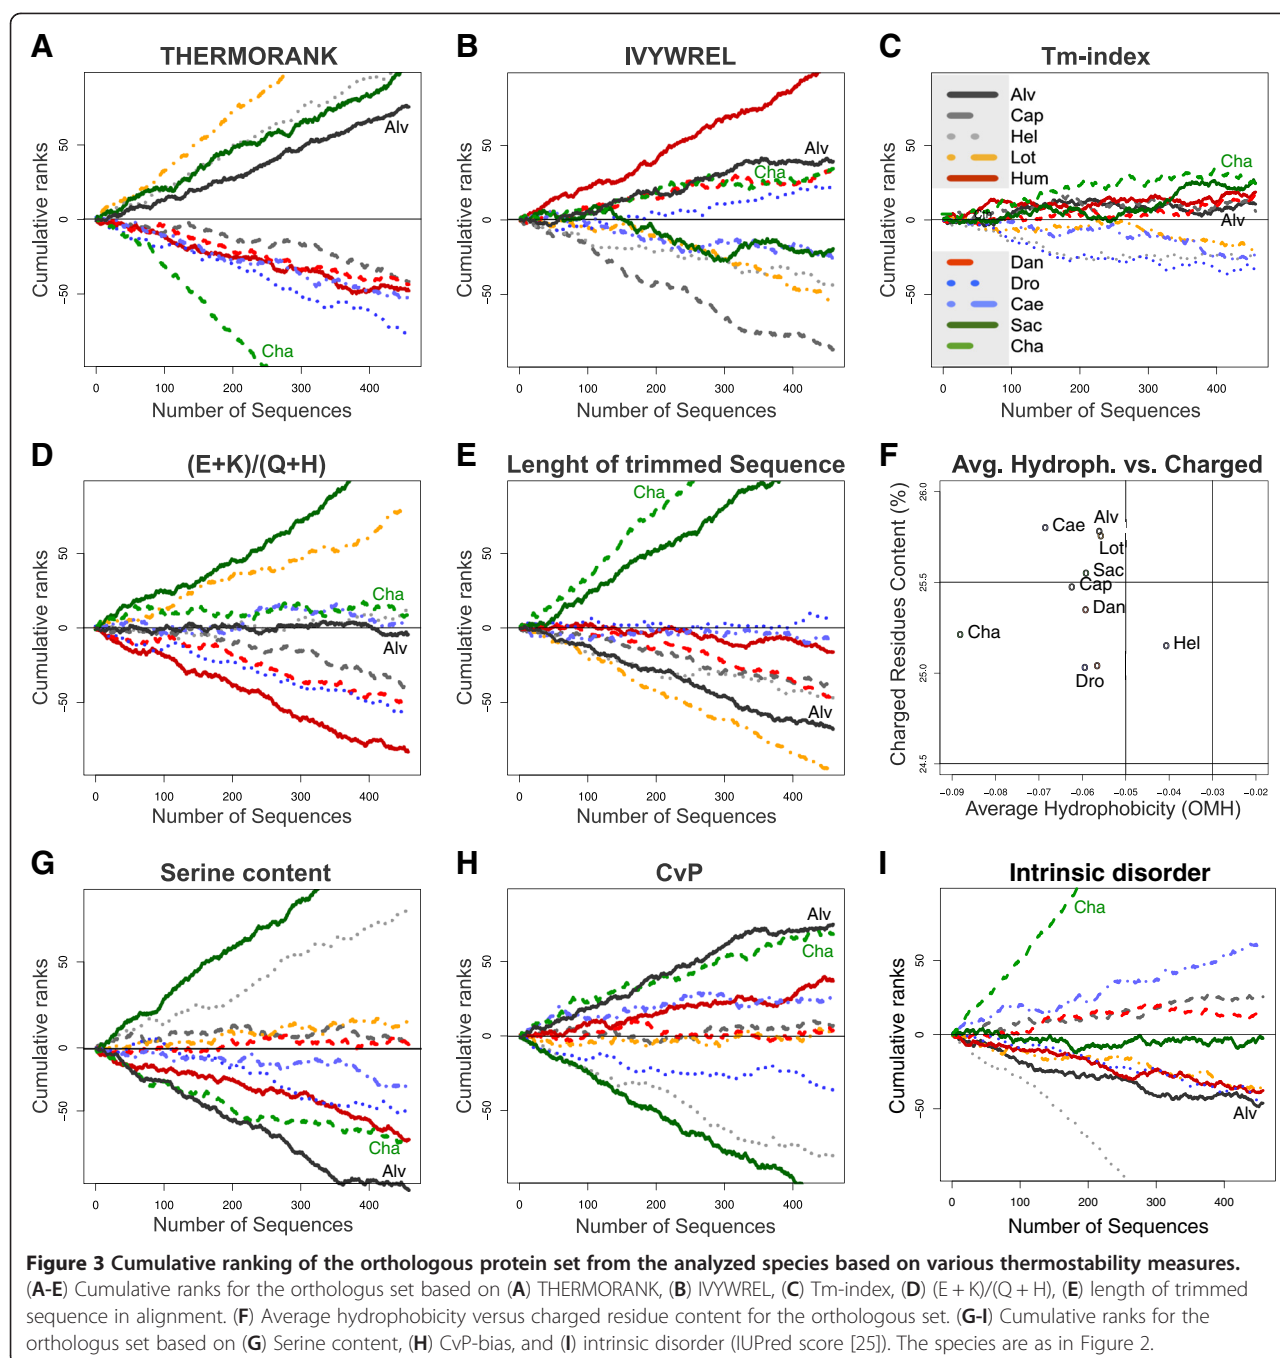 A THERMORANK
Cumulative ranks
50
0
−50
Alv
Cha
0 100 200 300 400
Number of Sequences
B IVYWREL
Cumulative ranks
50
0
−50
Alv
Cha
0 100 200 300 400
Number of Sequences
C Tm-index
Cumulative ranks
50
0
−50
Alv
Cap
Hel
Lot
Hum
Cha
Alv
Dan
Dro
Cae
Sac
Cha
0 100 200 300 400
Number of Sequences
D (E+K)/(Q+H)
Cumulative ranks
50
0
−50
Cha
Alv
0 100 200 300 400
Number of Sequences
E Lenght of trimmed Sequence
Cumulative ranks
50
0
−50
Cha
Alv
0 100 200 300 400
Number of Sequences
F Avg. Hydroph. vs. Charged
Charged Residues Content (%)
26.0
25.5
25.0
24.5
Cae
Alv
Lot
Sac
Cap
Dan
Cha
Hel
Dro
−0.09 −0.08 −0.07 −0.06 −0.05 −0.04 −0.03 −0.02
Average Hydrophobicity (OMH)
G Serine content
Cumulative ranks
50
0
−50
Cha
Alv
0 100 200 300 400
Number of Sequences
H CvP
Cumulative ranks
50
0
−50
Alv
Cha
0 100 200 300 400
Number of Sequences
I Intrinsic disorder
Cumulative ranks
50
0
−50
Cha
Alv
0 100 200 300 400
Number of Sequences
Figure 3 Cumulative ranking of the orthologous protein set from the analyzed species based on various thermostability measures.
(A-E) Cumulative ranks for the orthologus set based on (A) THERMORANK, (B) IVYWREL, (C) Tm-index, (D) (E + K)/(Q + H), (E) length of trimmed
sequence in alignment. (F) Average hydrophobicity versus charged residue content for the orthologous set. (G-I) Cumulative ranks for the
orthologus set based on (G) Serine content, (H) CvP-bias, and (I) intrinsic disorder (IUPred score [25]). The species are as in Figure 2.